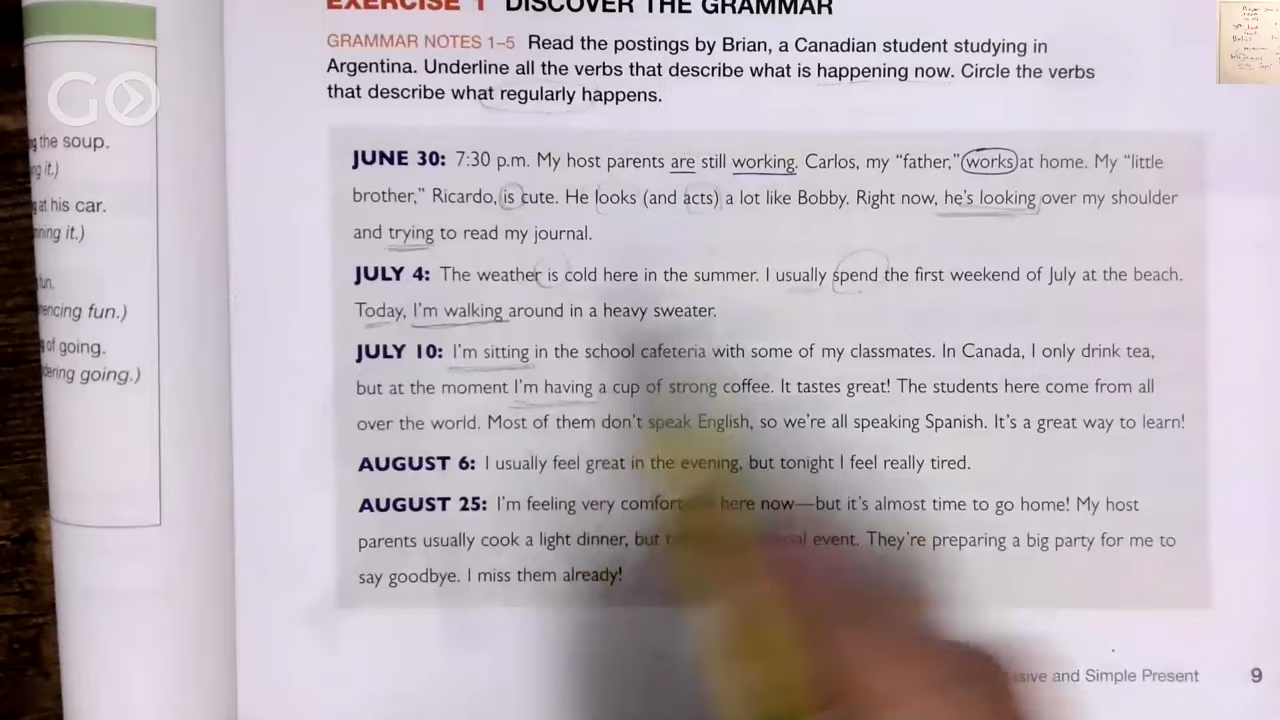 EXERCISE 1 DISCOVER THE GRAMMAR
GRAMMAR NOTES 1–5 Read the postings by Brian, a Canadian student studying in
Argentina. Underline all the verbs that describe what is happening now. Circle the verbs
that describe what regularly happens.
GO
the soup.
g it.)
at his car.
ning it.)
un.
encing fun.)
of going.
dering going.)
JUNE 30: 7:30 p.m. My host parents are still working. Carlos, my “father,” works at home. My “little
brother,” Ricardo, is cute. He looks (and acts) a lot like Bobby. Right now, he’s looking over my shoulder
and trying to read my journal.
JULY 4: The weather is cold here in the summer. I usually spend the first weekend of July at the beach.
Today, I’m walking around in a heavy sweater.
JULY 10: I’m sitting in the school cafeteria with some of my classmates. In Canada, I only drink tea,
but at the moment I’m having a cup of strong coffee. It tastes great! The students here come from all
over the world. Most of them don’t speak English, so we’re all speaking Spanish. It’s a great way to learn!
AUGUST 6: I usually feel great in the evening, but tonight I feel really tired.
AUGUST 25: I’m feeling very comfort here now—but it’s almost time to go home! My host
parents usually cook a light dinner, but event. They’re preparing a big party for me to
say goodbye. I miss them already!
sive and Simple Present 9